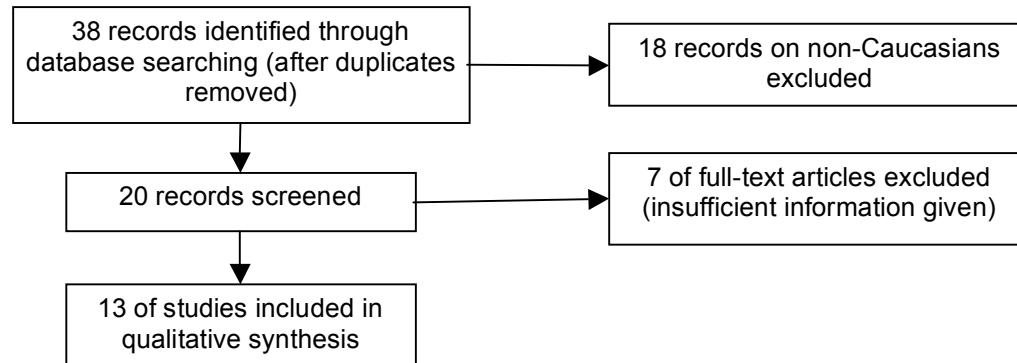 38 records identified through
database searching (after duplicates
removed)
18 records on non-Caucasians
excluded
20 records screened
7 of full-text articles excluded
(insufficient information given)
13 of studies included in
qualitative synthesis